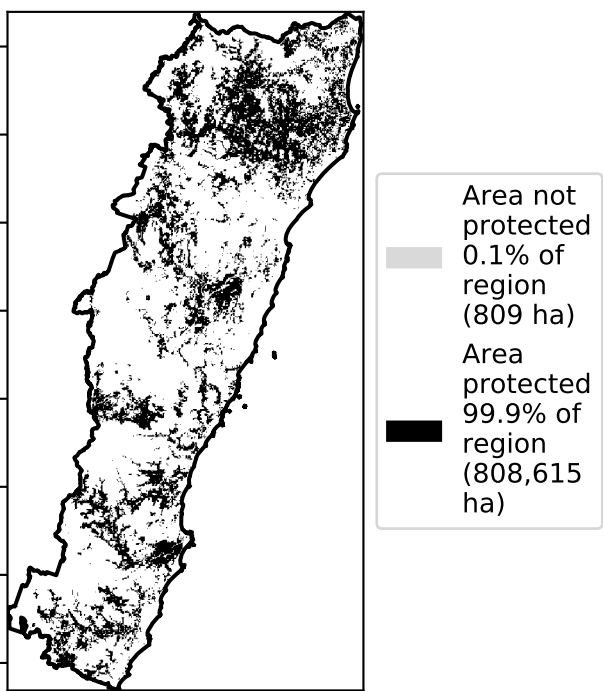 Area not
protected
0.1% of
region
(809 ha)
Area
protected
99.9% of
region
(808,615
ha)